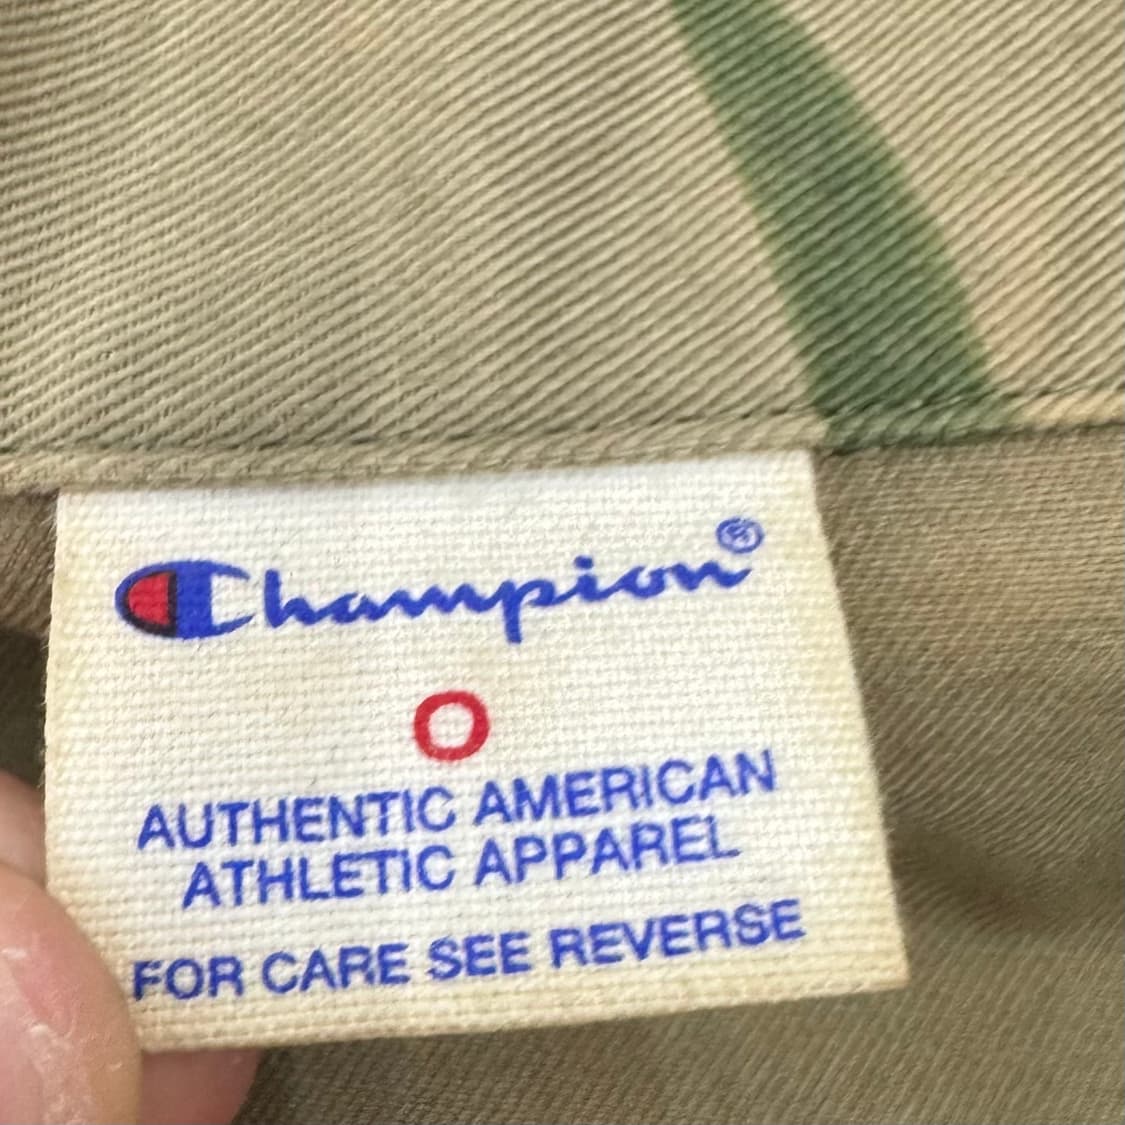 Champion®
O
AUTHENTIC AMERICAN
ATHLETIC APPAREL
FOR CARE SEE REVERSE